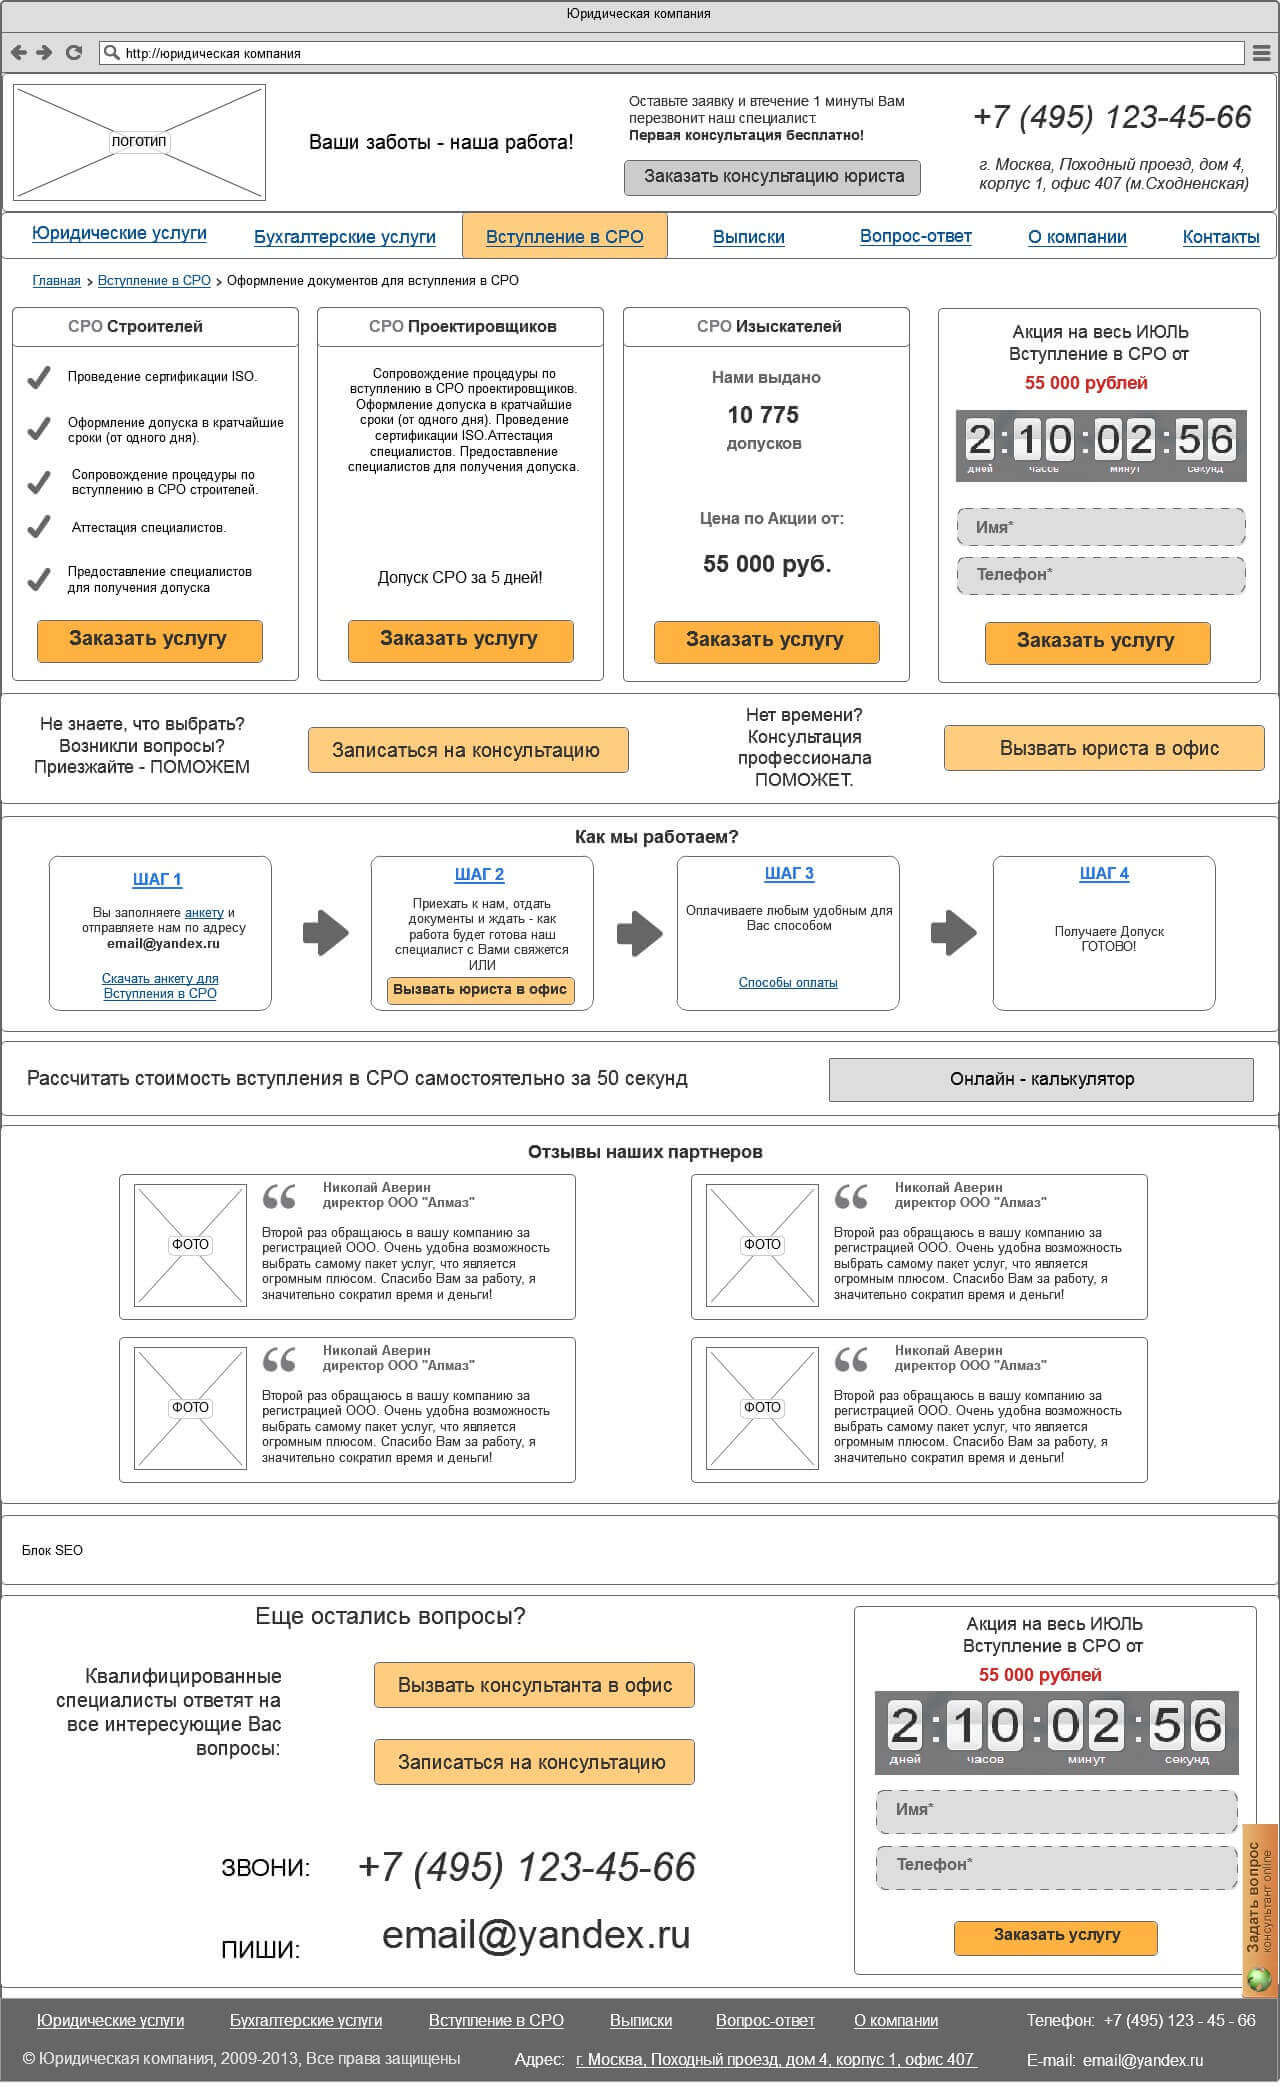 Юридическая компания
http://юридическая компания
ЛОГОТИП
Ваши заботы - наша работа!
Оставьте заявку и втечение 1 минуты Вам
перезвонит наш специалист.
Первая консультация бесплатно!
Заказать консультацию юриста
+7 (495) 123-45-66
г. Москва, Походный проезд, дом 4,
корпус 1, офис 407 (м.Сходненская)
Юридические услуги
Бухгалтерские услуги
Вступление в СРО
Выписки
Вопрос-ответ
О компании
Контакты
Главная > Вступление в СРО > Оформление документов для вступления в СРО
СРО Строителей
Проведение сертификации ISO.
Оформление допуска в кратчайшие
сроки (от одного дня).
Сопровождение процедуры по
вступлению в СРО строителей.
Аттестация специалистов.
Предоставление специалистов
для получения допуска
Заказать услугу
СРО Проектировщиков
Сопровождение процедуры по
вступлению в СРО проектировщиков.
Оформление допуска в кратчайшие
сроки (от одного дня). Проведение
сертификации ISO.Аттестация
специалистов. Предоставление
специалистов для получения допуска.
Допуск СРО за 5 дней!
Заказать услугу
СРО Изыскателей
Нами выдано
10 775
допусков
Цена по Акции от:
55 000 руб.
Заказать услугу
Акция на весь ИЮЛЬ
Вступление в СРО от
55 000 рублей
2:10:02:56
дней часов минут секунд
Имя*
Телефон*
Заказать услугу
Не знаете, что выбрать?
Возникли вопросы?
Приезжайте - ПОМОЖЕМ
Записаться на консультацию
Нет времени?
Консультация
профессионала
ПОМОЖЕТ.
Вызвать юриста в офис
Как мы работаем?
ШАГ 1
Вы заполняете анкету и
отправляете нам по адресу
email@yandex.ru
Скачать анкету для
Вступления в СРО
ШАГ 2
Приехать к нам, отдать
документы и ждать - как
работа будет готова наш
специалист с Вами свяжется
ИЛИ
Вызвать юриста в офис
ШАГ 3
Оплачиваете любым удобным для
Вас способом
Способы оплаты
ШАГ 4
Получаете Допуск
ГОТОВО!
Рассчитать стоимость вступления в СРО самостоятельно за 50 секунд
Онлайн - калькулятор
Отзывы наших партнеров
ФОТО
Николай Аверин
директор ООО "Алмаз"
Второй раз обращаюсь в вашу компанию за
регистрацией ООО. Очень удобна возможность
выбрать самому пакет услуг, что является
огромным плюсом. Спасибо Вам за работу, я
значительно сократил время и деньги!
ФОТО
Николай Аверин
директор ООО "Алмаз"
Второй раз обращаюсь в вашу компанию за
регистрацией ООО. Очень удобна возможность
выбрать самому пакет услуг, что является
огромным плюсом. Спасибо Вам за работу, я
значительно сократил время и деньги!
ФОТО
Николай Аверин
директор ООО "Алмаз"
Второй раз обращаюсь в вашу компанию за
регистрацией ООО. Очень удобна возможность
выбрать самому пакет услуг, что является
огромным плюсом. Спасибо Вам за работу, я
значительно сократил время и деньги!
ФОТО
Николай Аверин
директор ООО "Алмаз"
Второй раз обращаюсь в вашу компанию за
регистрацией ООО. Очень удобна возможность
выбрать самому пакет услуг, что является
огромным плюсом. Спасибо Вам за работу, я
значительно сократил время и деньги!
Блок SEO
Еще остались вопросы?
Квалифицированные
специалисты ответят на
все интересующие Вас
вопросы:
Вызвать консультанта в офис
Записаться на консультацию
ЗВОНИ: +7 (495) 123-45-66
ПИШИ: email@yandex.ru
Акция на весь ИЮЛЬ
Вступление в СРО от
55 000 рублей
2:10:02:56
дней часов минут секунд
Имя*
Телефон*
Заказать услугу
Задать вопрос
консультант online
Юридические услуги
Бухгалтерские услуги
Вступление в СРО
Выписки
Вопрос-ответ
О компании
Телефон: +7 (495) 123 - 45 - 66
© Юридическая компания, 2009-2013, Все права защищены
Адрес: г. Москва, Походный проезд, дом 4, корпус 1, офис 407
E-mail: email@yandex.ru